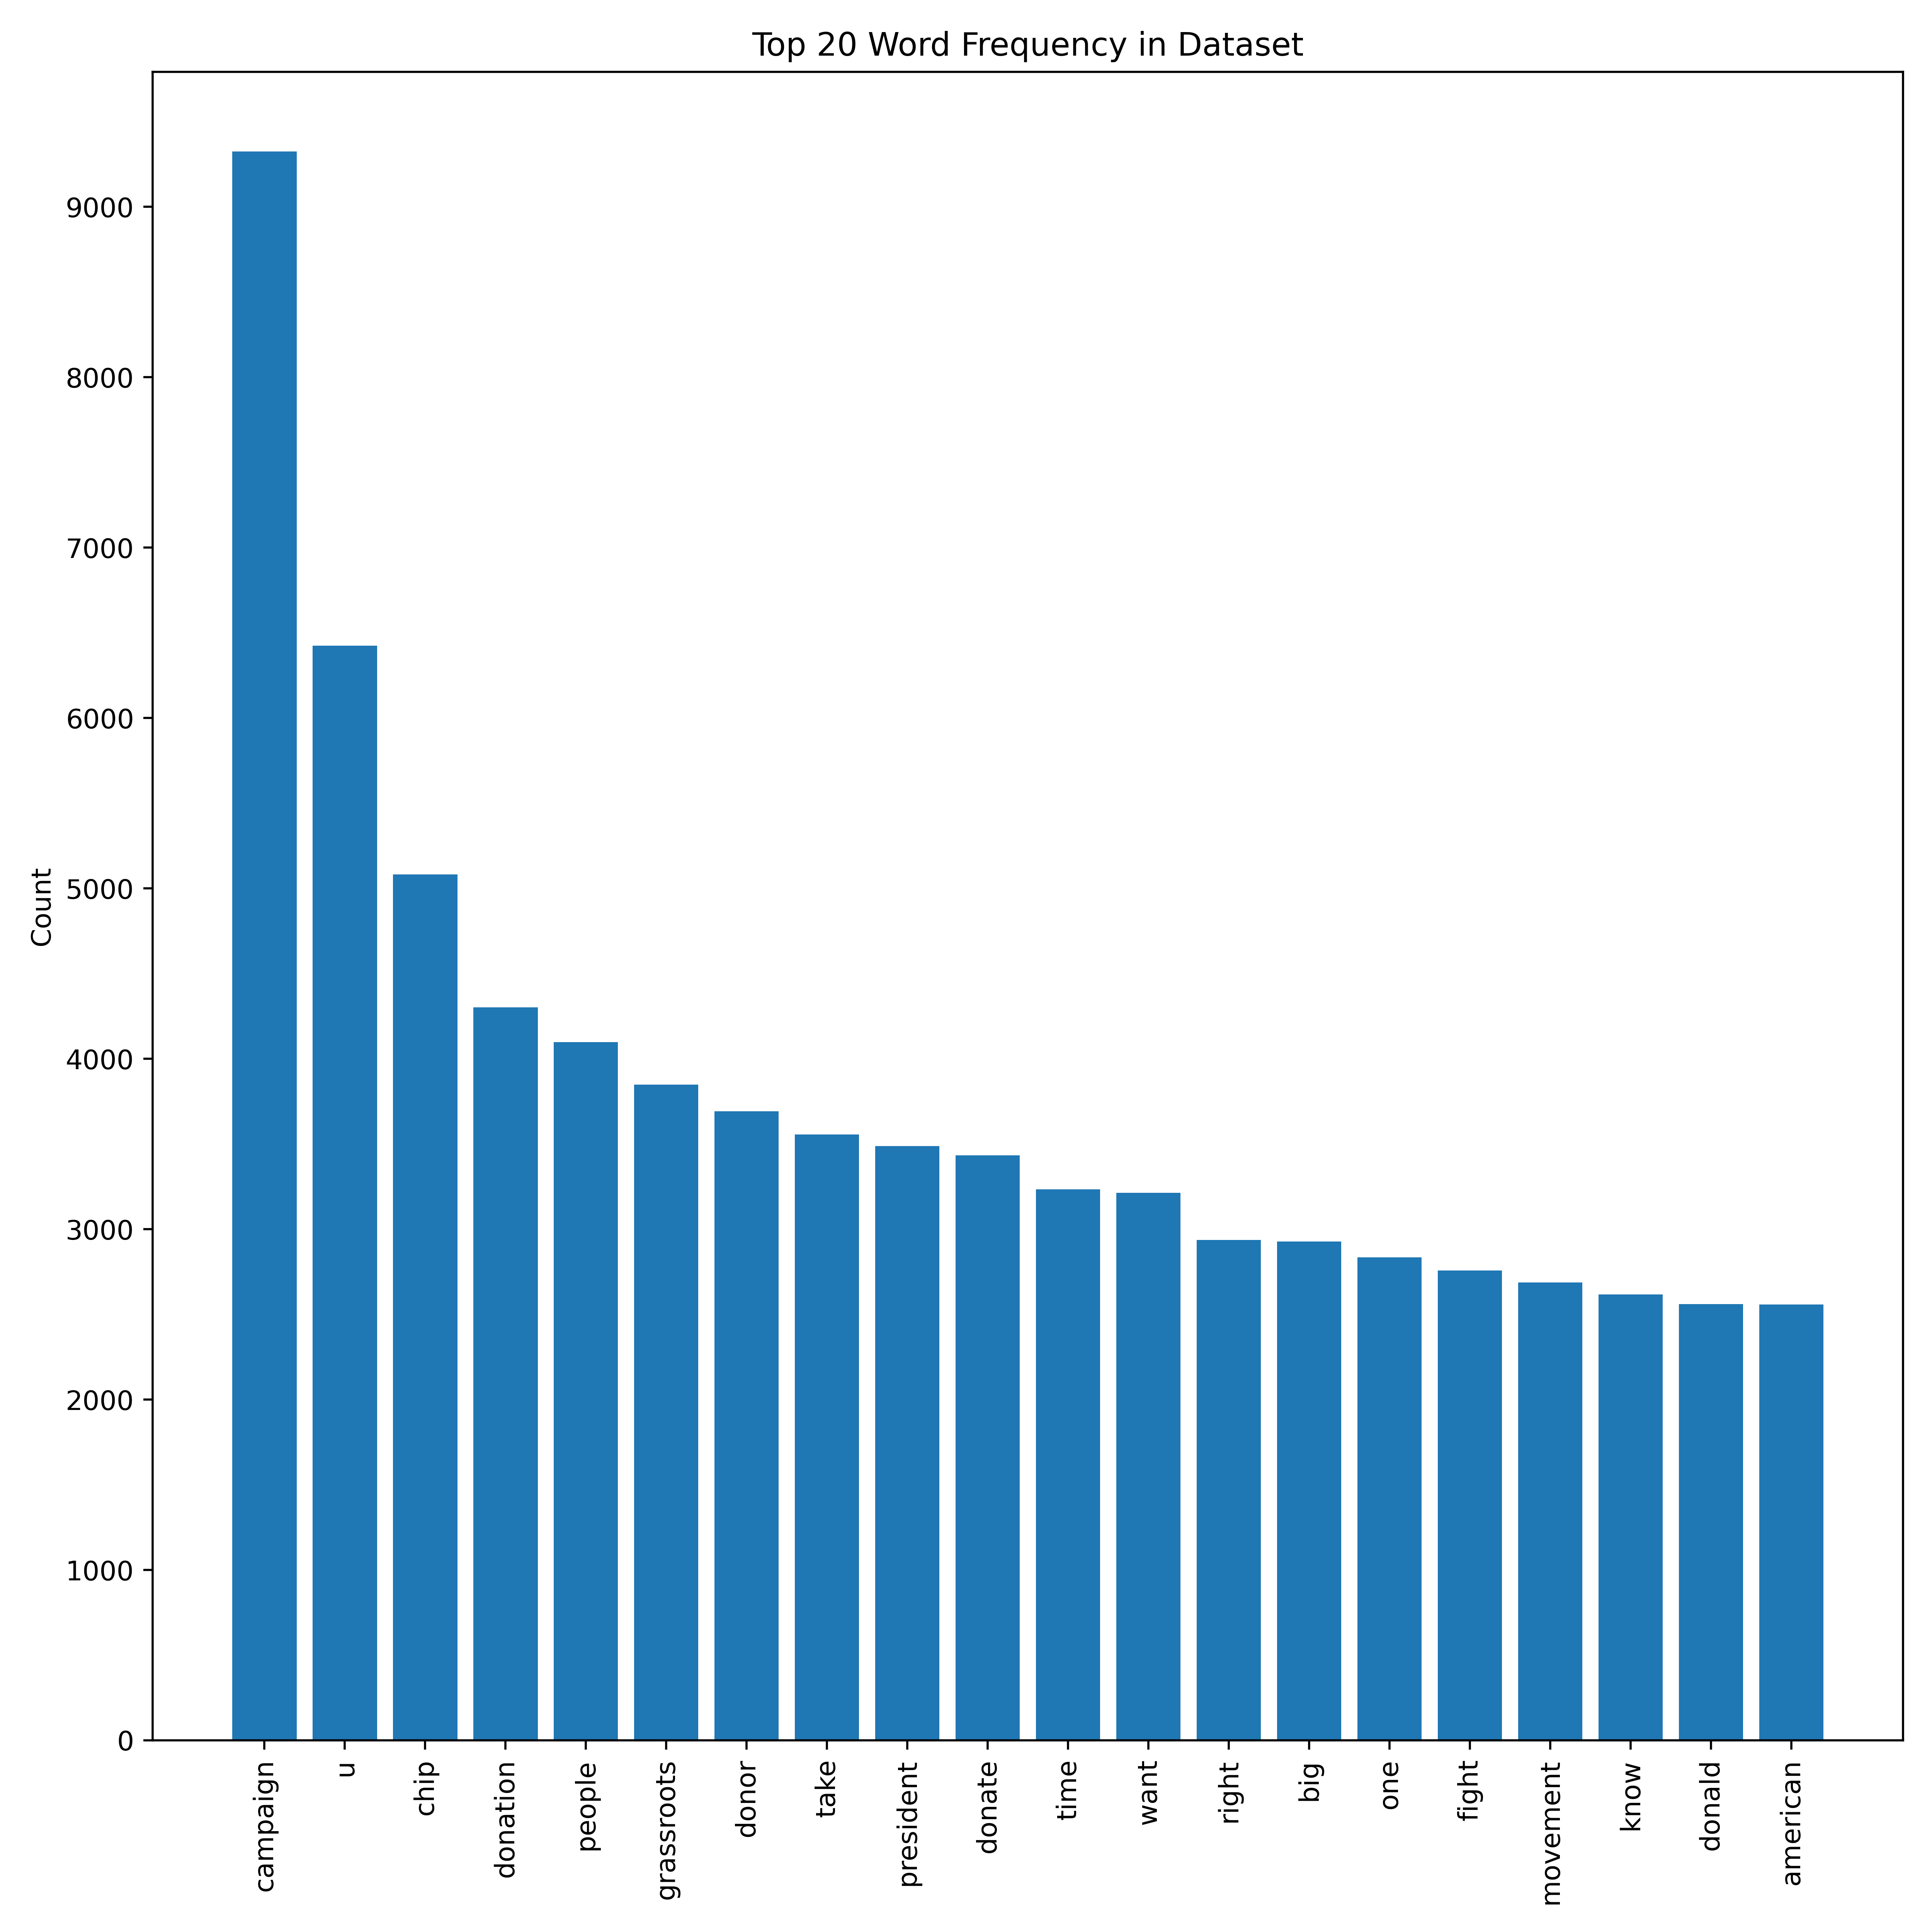 Top 20 Word Frequency in Dataset
Count
9000
8000
7000
6000
5000
4000
3000
2000
1000
0
campaign
u
chip
donation
people
grassroots
donor
take
president
donate
time
want
right
big
one
fight
movement
know
donald
american